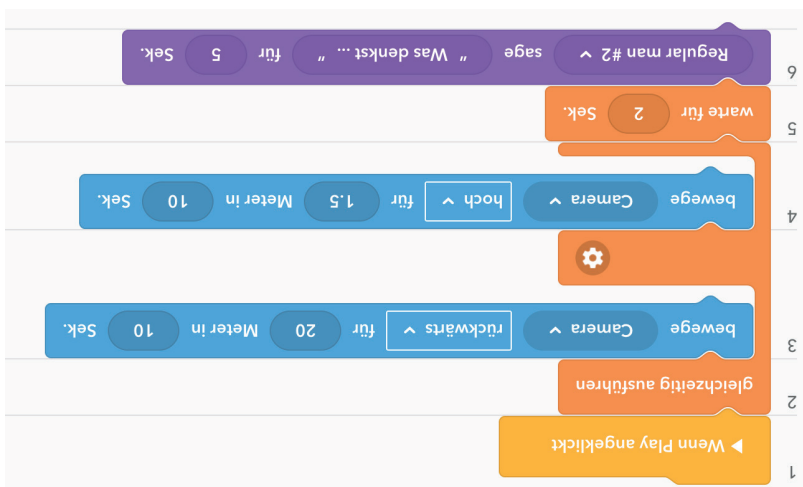 1 Wenn Play angeklickt
2 gleichzeitig ausführen
3 bewege Camera rückwärts für 20 Meter in 10 Sek.
4 bewege Camera hoch für 1.5 Meter in 10 Sek.
5 warte für 2 Sek.
6 Regular man #2 sage " Was denkst ... " für 5 Sek.